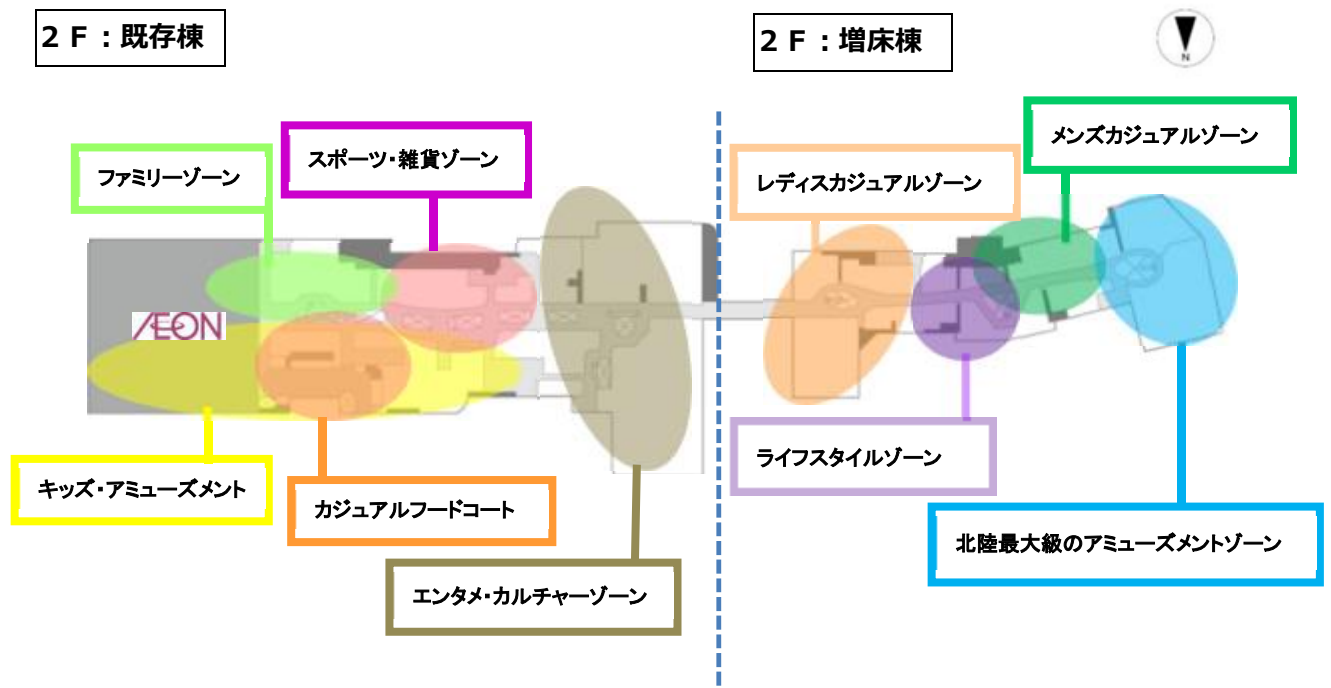 ２Ｆ：既存棟
２Ｆ：増床棟
N
メンズカジュアルゾーン
スポーツ・雑貨ゾーン
ファミリーゾーン
レディスカジュアルゾーン
ÆON
ライフスタイルゾーン
キッズ・アミューズメント
カジュアルフードコート
北陸最大級のアミューズメントゾーン
エンタメ・カルチャーゾーン